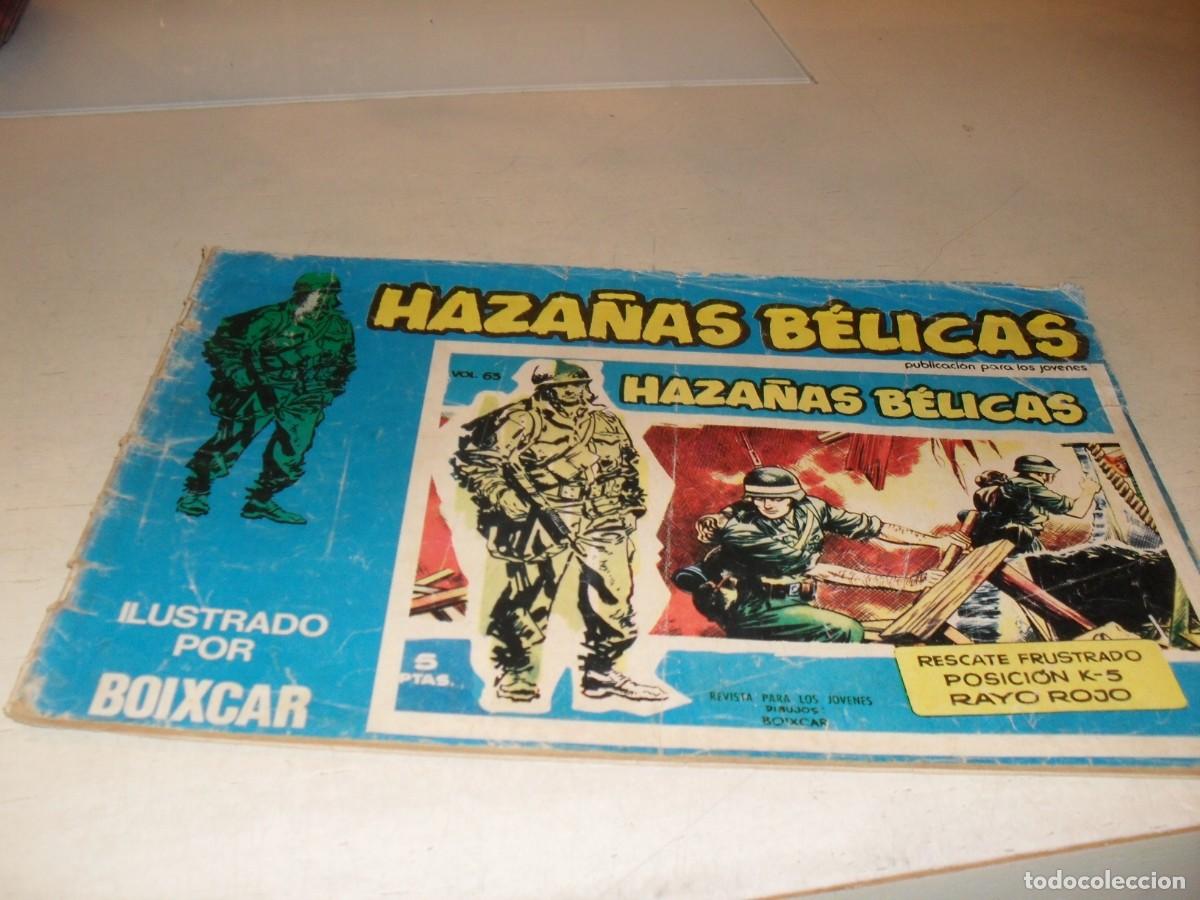 HAZAÑAS BÉLICAS
publicación para los jovenes
VOL. 65
HAZAÑAS BÉLICAS
ILUSTRADO
POR
BOIXCAR
5
PTAS.
REVISTA PARA LOS JOVENES
DIBUJOS:
BOIXCAR
RESCATE FRUSTRADO
POSICIÓN K-5
RAYO ROJO
todocoleccion